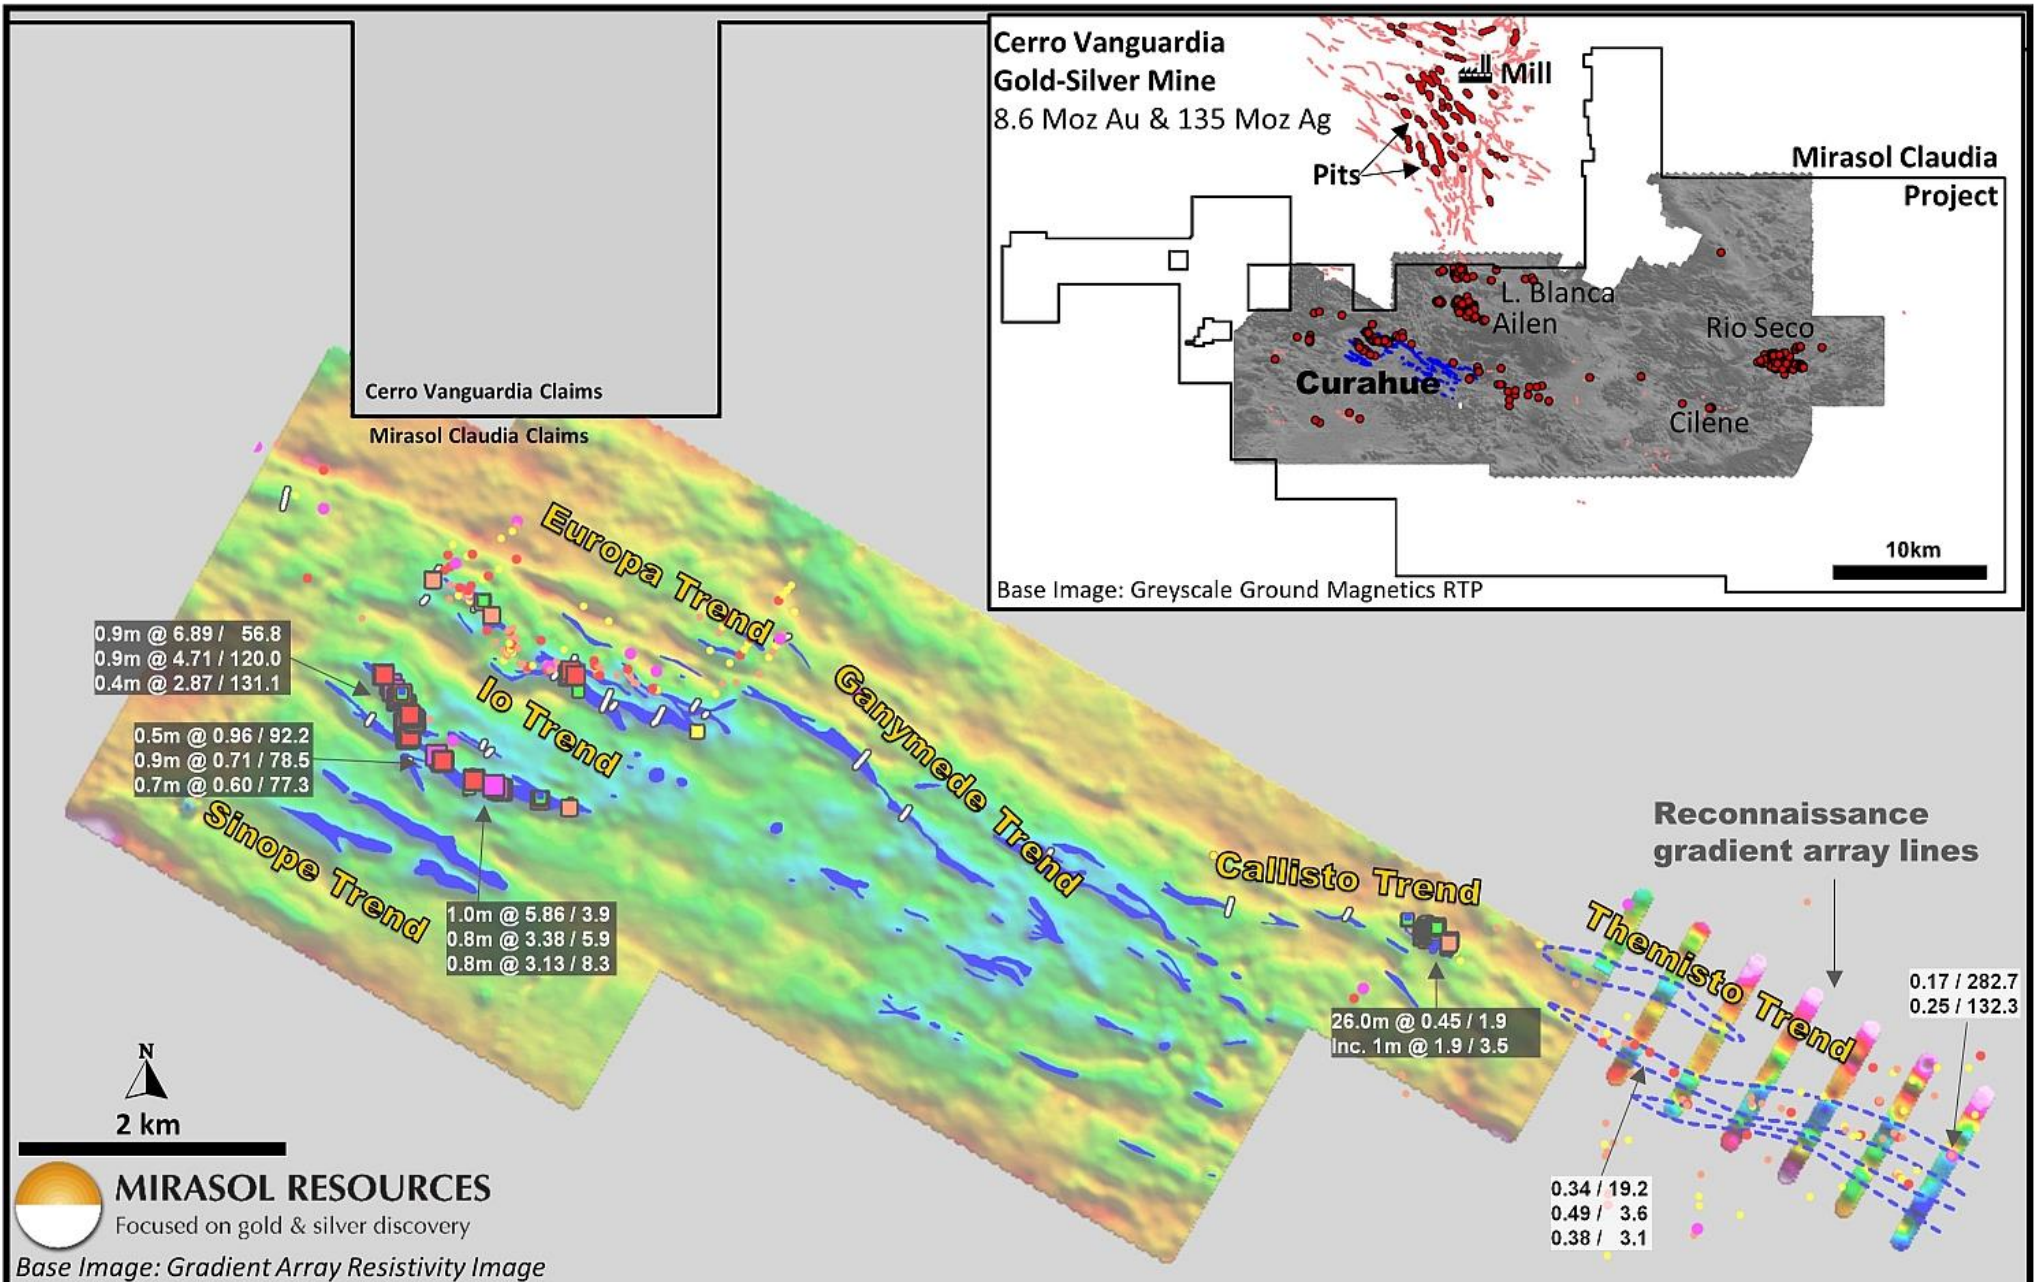 Cerro Vanguardia
Gold-Silver Mine
8.6 Moz Au & 135 Moz Ag
Mill
Pits
Mirasol Claudia
Project
L. Blanca
Ailen
Rio Seco
Curahue
Cilene
10km
Base Image: Greyscale Ground Magnetics RTP
Cerro Vanguardia Claims
Mirasol Claudia Claims
Europa Trend
0.9m @ 6.89 / 56.8
0.9m @ 4.71 / 120.0
0.4m @ 2.87 / 131.1
Io Trend
Ganymede Trend
0.5m @ 0.96 / 92.2
0.9m @ 0.71 / 78.5
0.7m @ 0.60 / 77.3
Sinope Trend
1.0m @ 5.86 / 3.9
0.8m @ 3.38 / 5.9
0.8m @ 3.13 / 8.3
Callisto Trend
26.0m @ 0.45 / 1.9
Inc. 1m @ 1.9 / 3.5
Reconnaissance
gradient array lines
Themisto Trend
0.17 / 282.7
0.25 / 132.3
0.34 / 19.2
0.49 / 3.6
0.38 / 3.1
N
2 km
MIRASOL RESOURCES
Focused on gold & silver discovery
Base Image: Gradient Array Resistivity Image